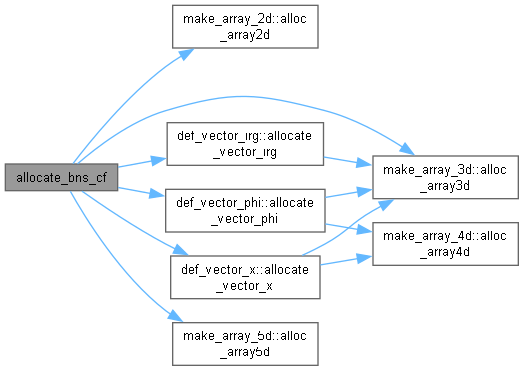 make_array_2d::alloc
_array2d
def_vector_irg::allocate
_vector_irg
make_array_3d::alloc
_array3d
allocate_bns_cf
def_vector_phi::allocate
_vector_phi
make_array_4d::alloc
_array4d
def_vector_x::allocate
_vector_x
make_array_5d::alloc
_array5d